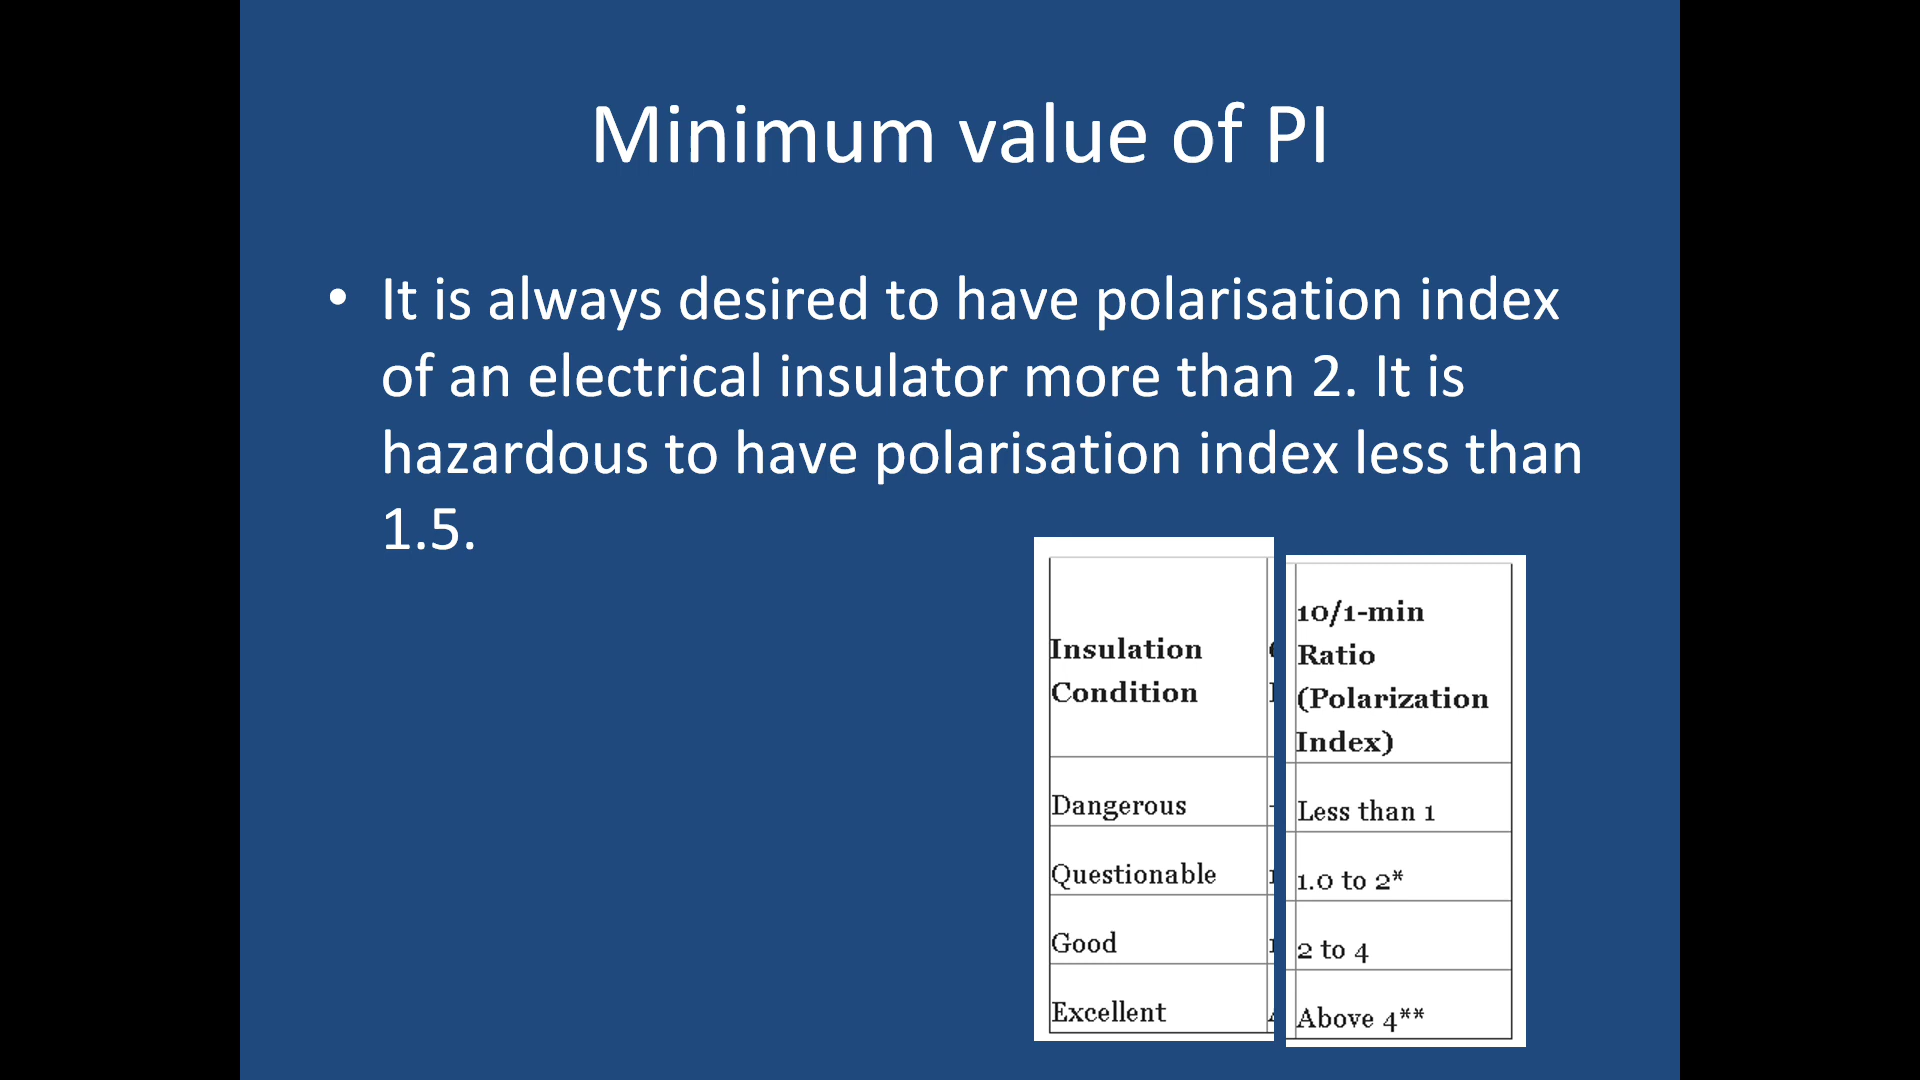 Minimum value of PI
• It is always desired to have polarisation index
of an electrical insulator more than 2. It is
hazardous to have polarisation index less than
1.5.
Insulation
Condition
10/1-min
Ratio
(Polarization
Index)
Dangerous
Less than 1
Questionable
1.0 to 2*
Good
2 to 4
Excellent
Above 4**